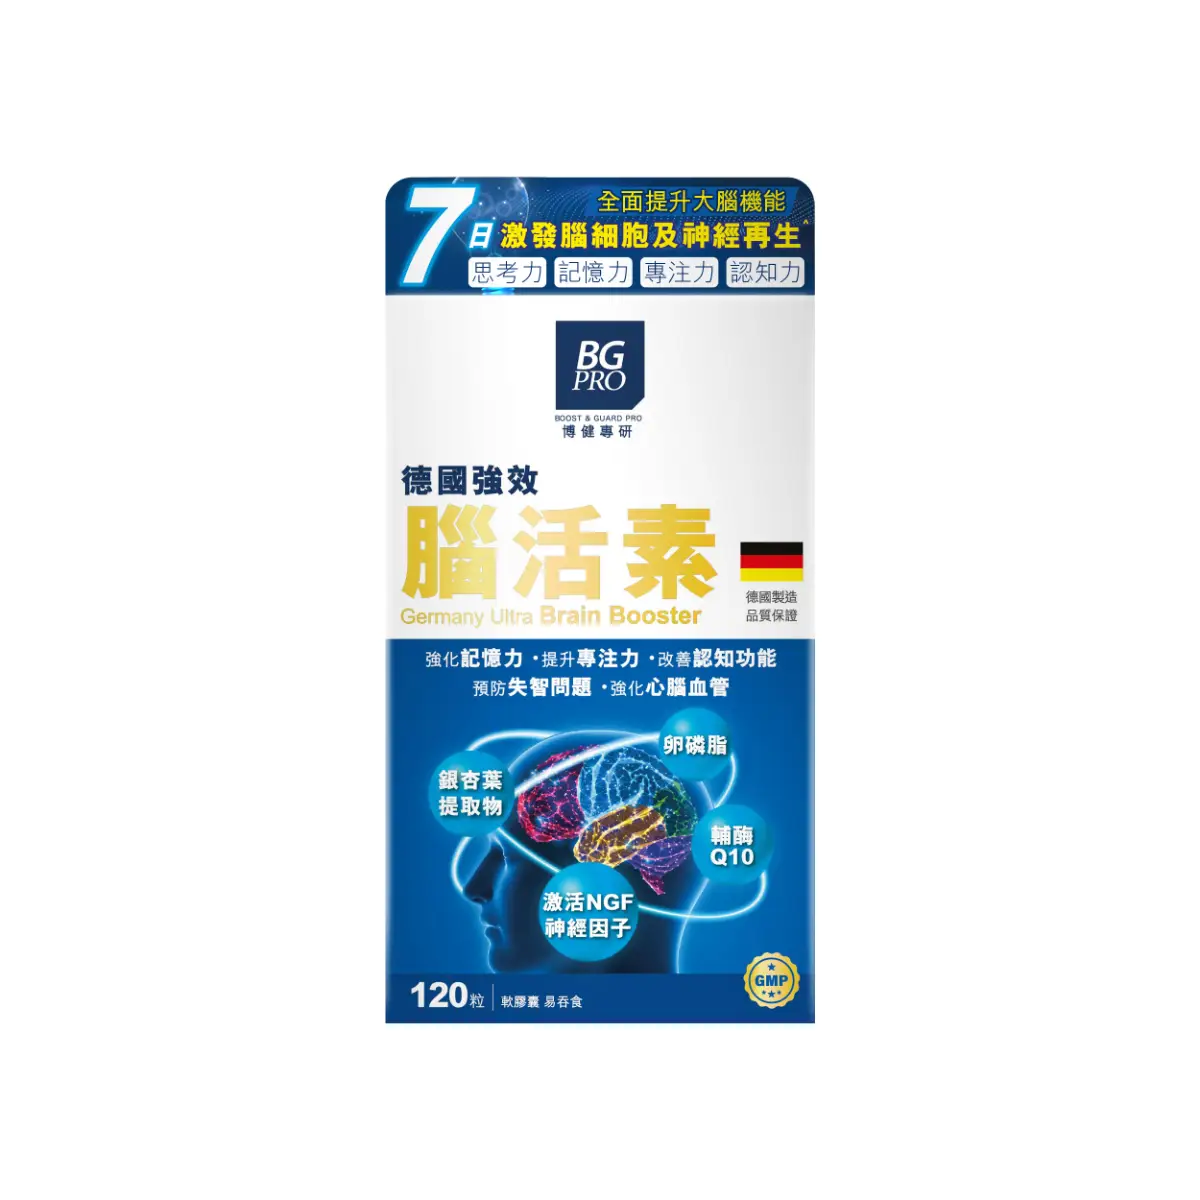 全面提升大腦機能
7日 激發腦細胞及神經再生^
思考力 記憶力 專注力 認知力
BG
PRO
BOOST & GUARD PRO
博健專研
德國強效
腦活素
Germany Ultra Brain Booster
德國製造
品質保證
強化記憶力・提升專注力・改善認知功能
預防失智問題・強化心腦血管
卵磷脂
銀杏葉
提取物
輔酶
Q10
激活NGF
神經因子
GMP
120粒 | 軟膠囊 易吞食